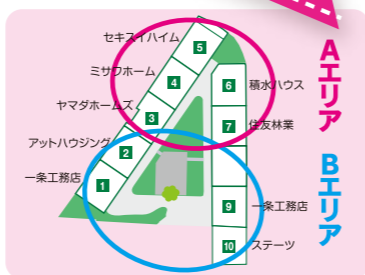 セキスイハイム
5
ミサワホーム
4
6
積水ハウス
ヤマダホームズ
3
7
住友林業
アットハウジング
2
一条工務店
1
9
一条工務店
10
ステーツ
Aエリア
Bエリア